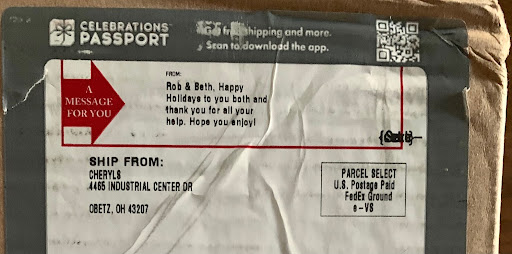 CELEBRATIONS
PASSPORT
Get free shipping and more.
Scan to download the app.
A
MESSAGE
FOR YOU
FROM:
Rob & Beth, Happy
Holidays to you both and
thank you for all your
help. Hope you enjoy!
SHIP FROM:
CHERYLS
4465 INDUSTRIAL CENTER DR
OBETZ, OH 43207
PARCEL SELECT
U.S. Postage Paid
FedEx Ground
e-VS